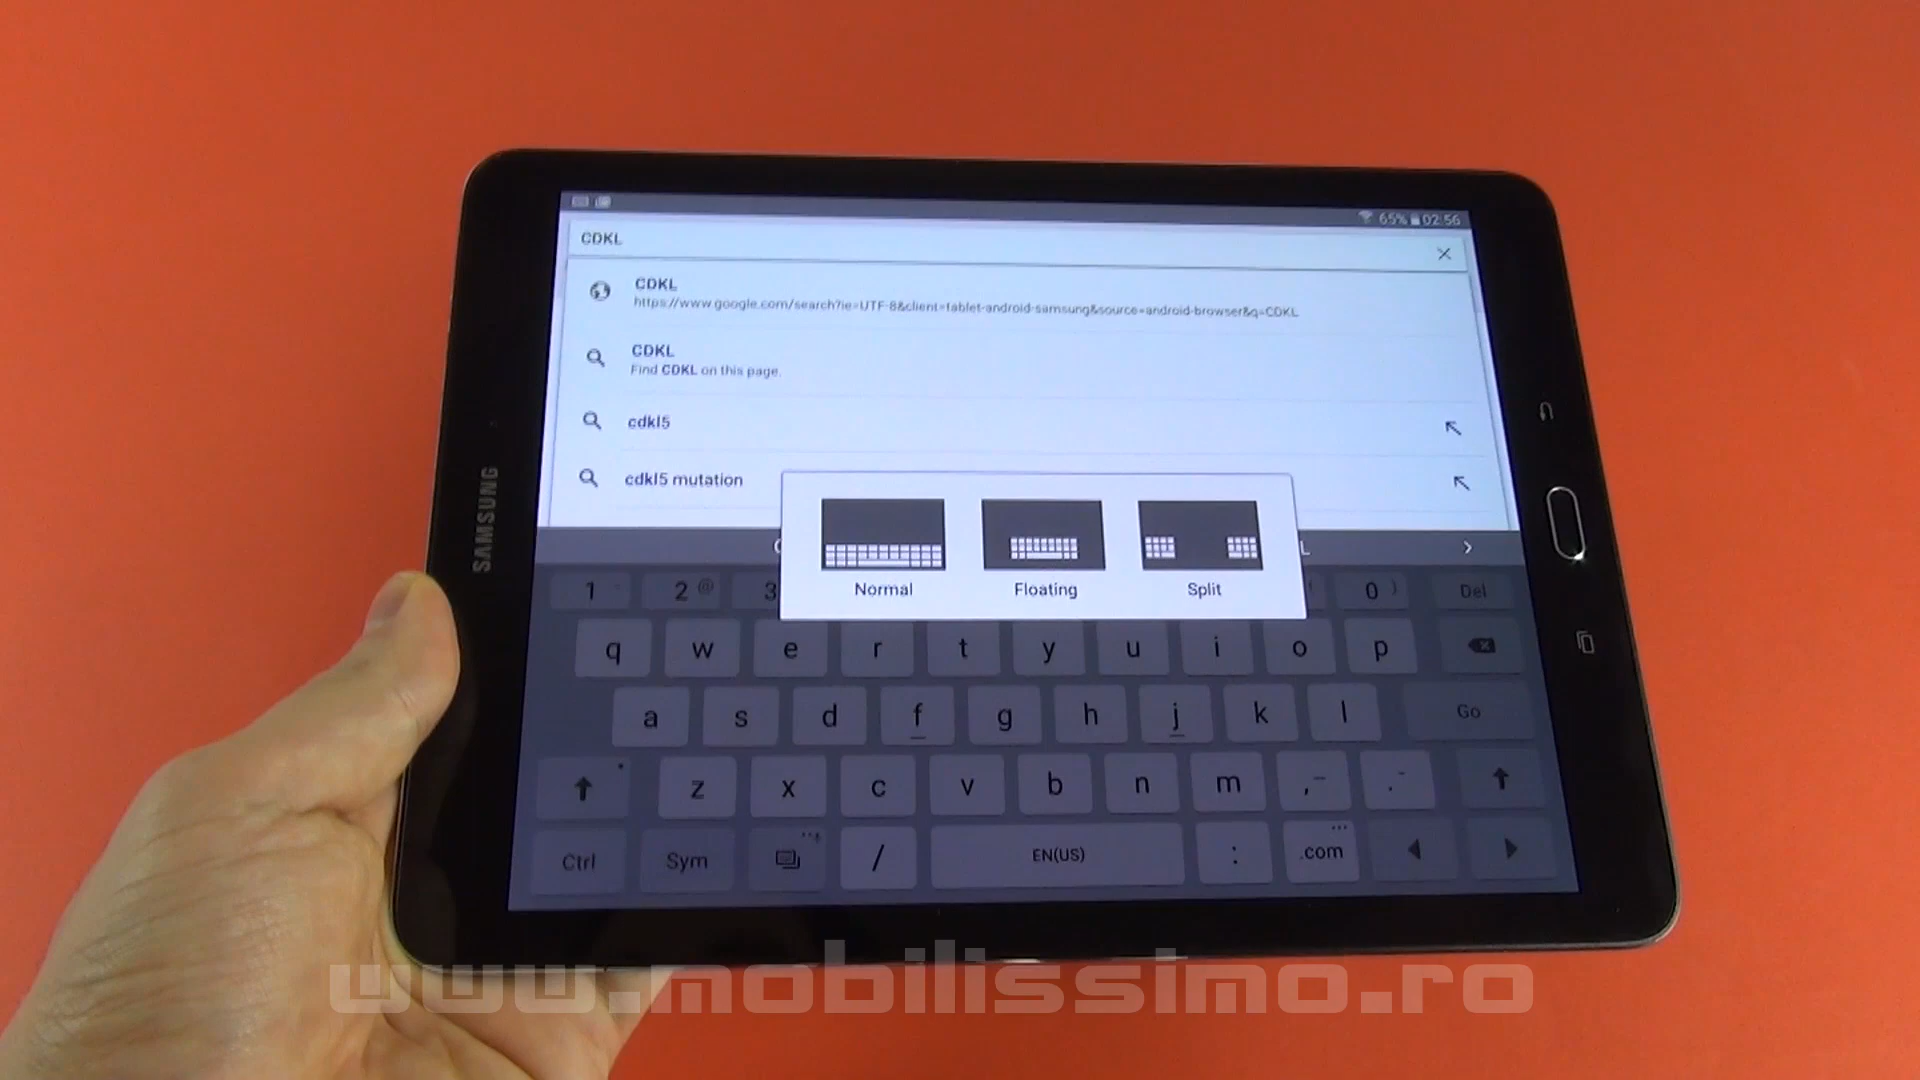 65% 02:56
CDKL
CDKL
https://www.google.com/search?ie=UTF-8&client=tablet-android-samsung&source=android-browser&q=CDKL
CDKL
Find CDKL on this page.
cdkl5
cdkl5 mutation
Normal Floating Split
1 2 @ 3 0 ) Del
q w e r t y u i o p
a s d f g h j k l Go
z x c v b n m , .
Ctrl Sym / EN(US) : .com
SAMSUNG
www.mobilissimo.ro